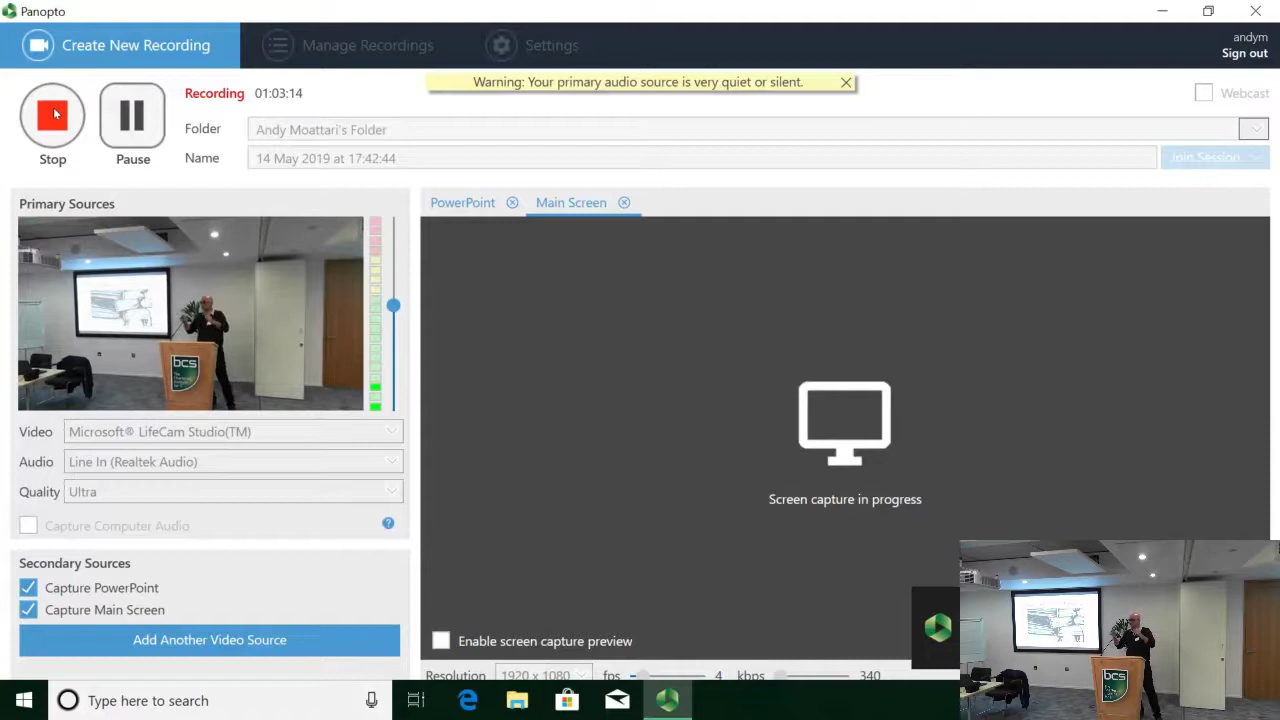 Panopto
Create New Recording
Manage Recordings
Settings
andym
Sign out
Warning: Your primary audio source is very quiet or silent.
Recording 01:03:14
Webcast
Folder Andy Moattari's Folder
Name 14 May 2019 at 17:42:44
Join Session
Stop
Pause
Primary Sources
PowerPoint
Main Screen
bcs
Video Microsoft® LifeCam Studio(TM)
Audio Line In (Realtek Audio)
Quality Ultra
Capture Computer Audio
Screen capture in progress
Secondary Sources
Capture PowerPoint
Capture Main Screen
Add Another Video Source
Enable screen capture preview
Resolution 1920 x 1080 fps 4 kbps 340
bcs
Type here to search